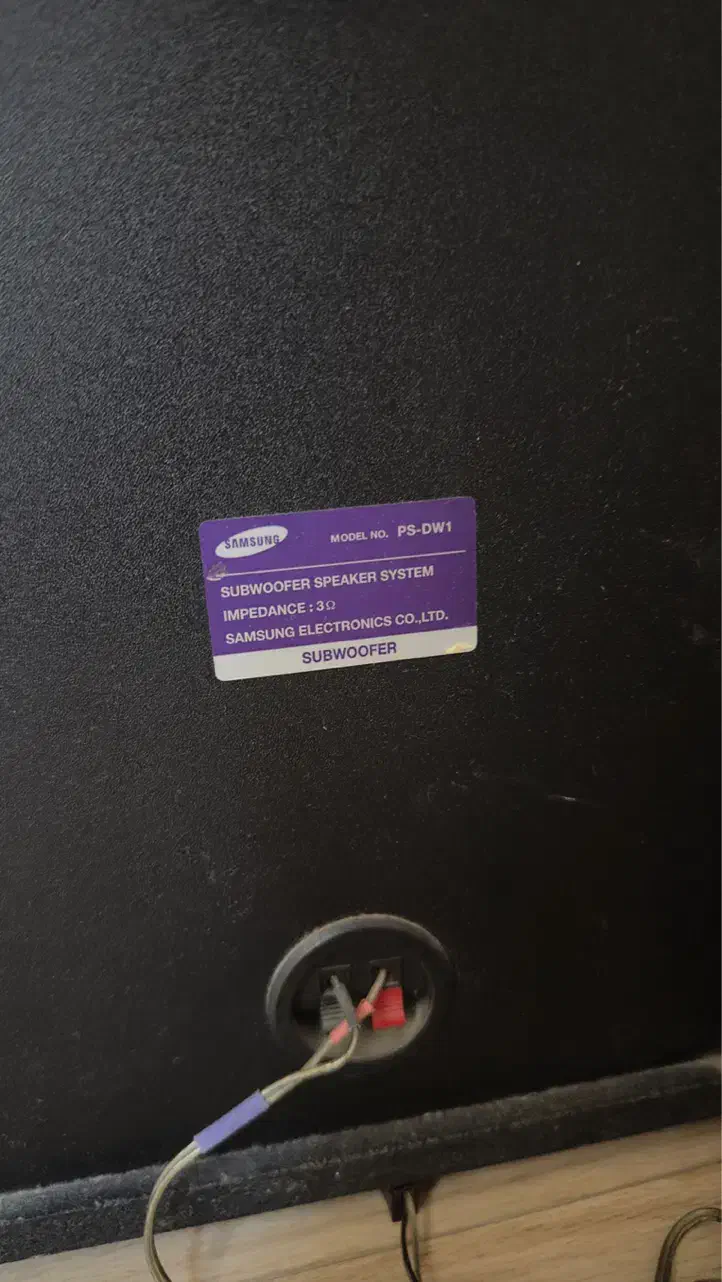 SAMSUNG MODEL NO. PS-DW1
SUBWOOFER SPEAKER SYSTEM
IMPEDANCE : 3Ω
SAMSUNG ELECTRONICS CO.,LTD.
SUBWOOFER